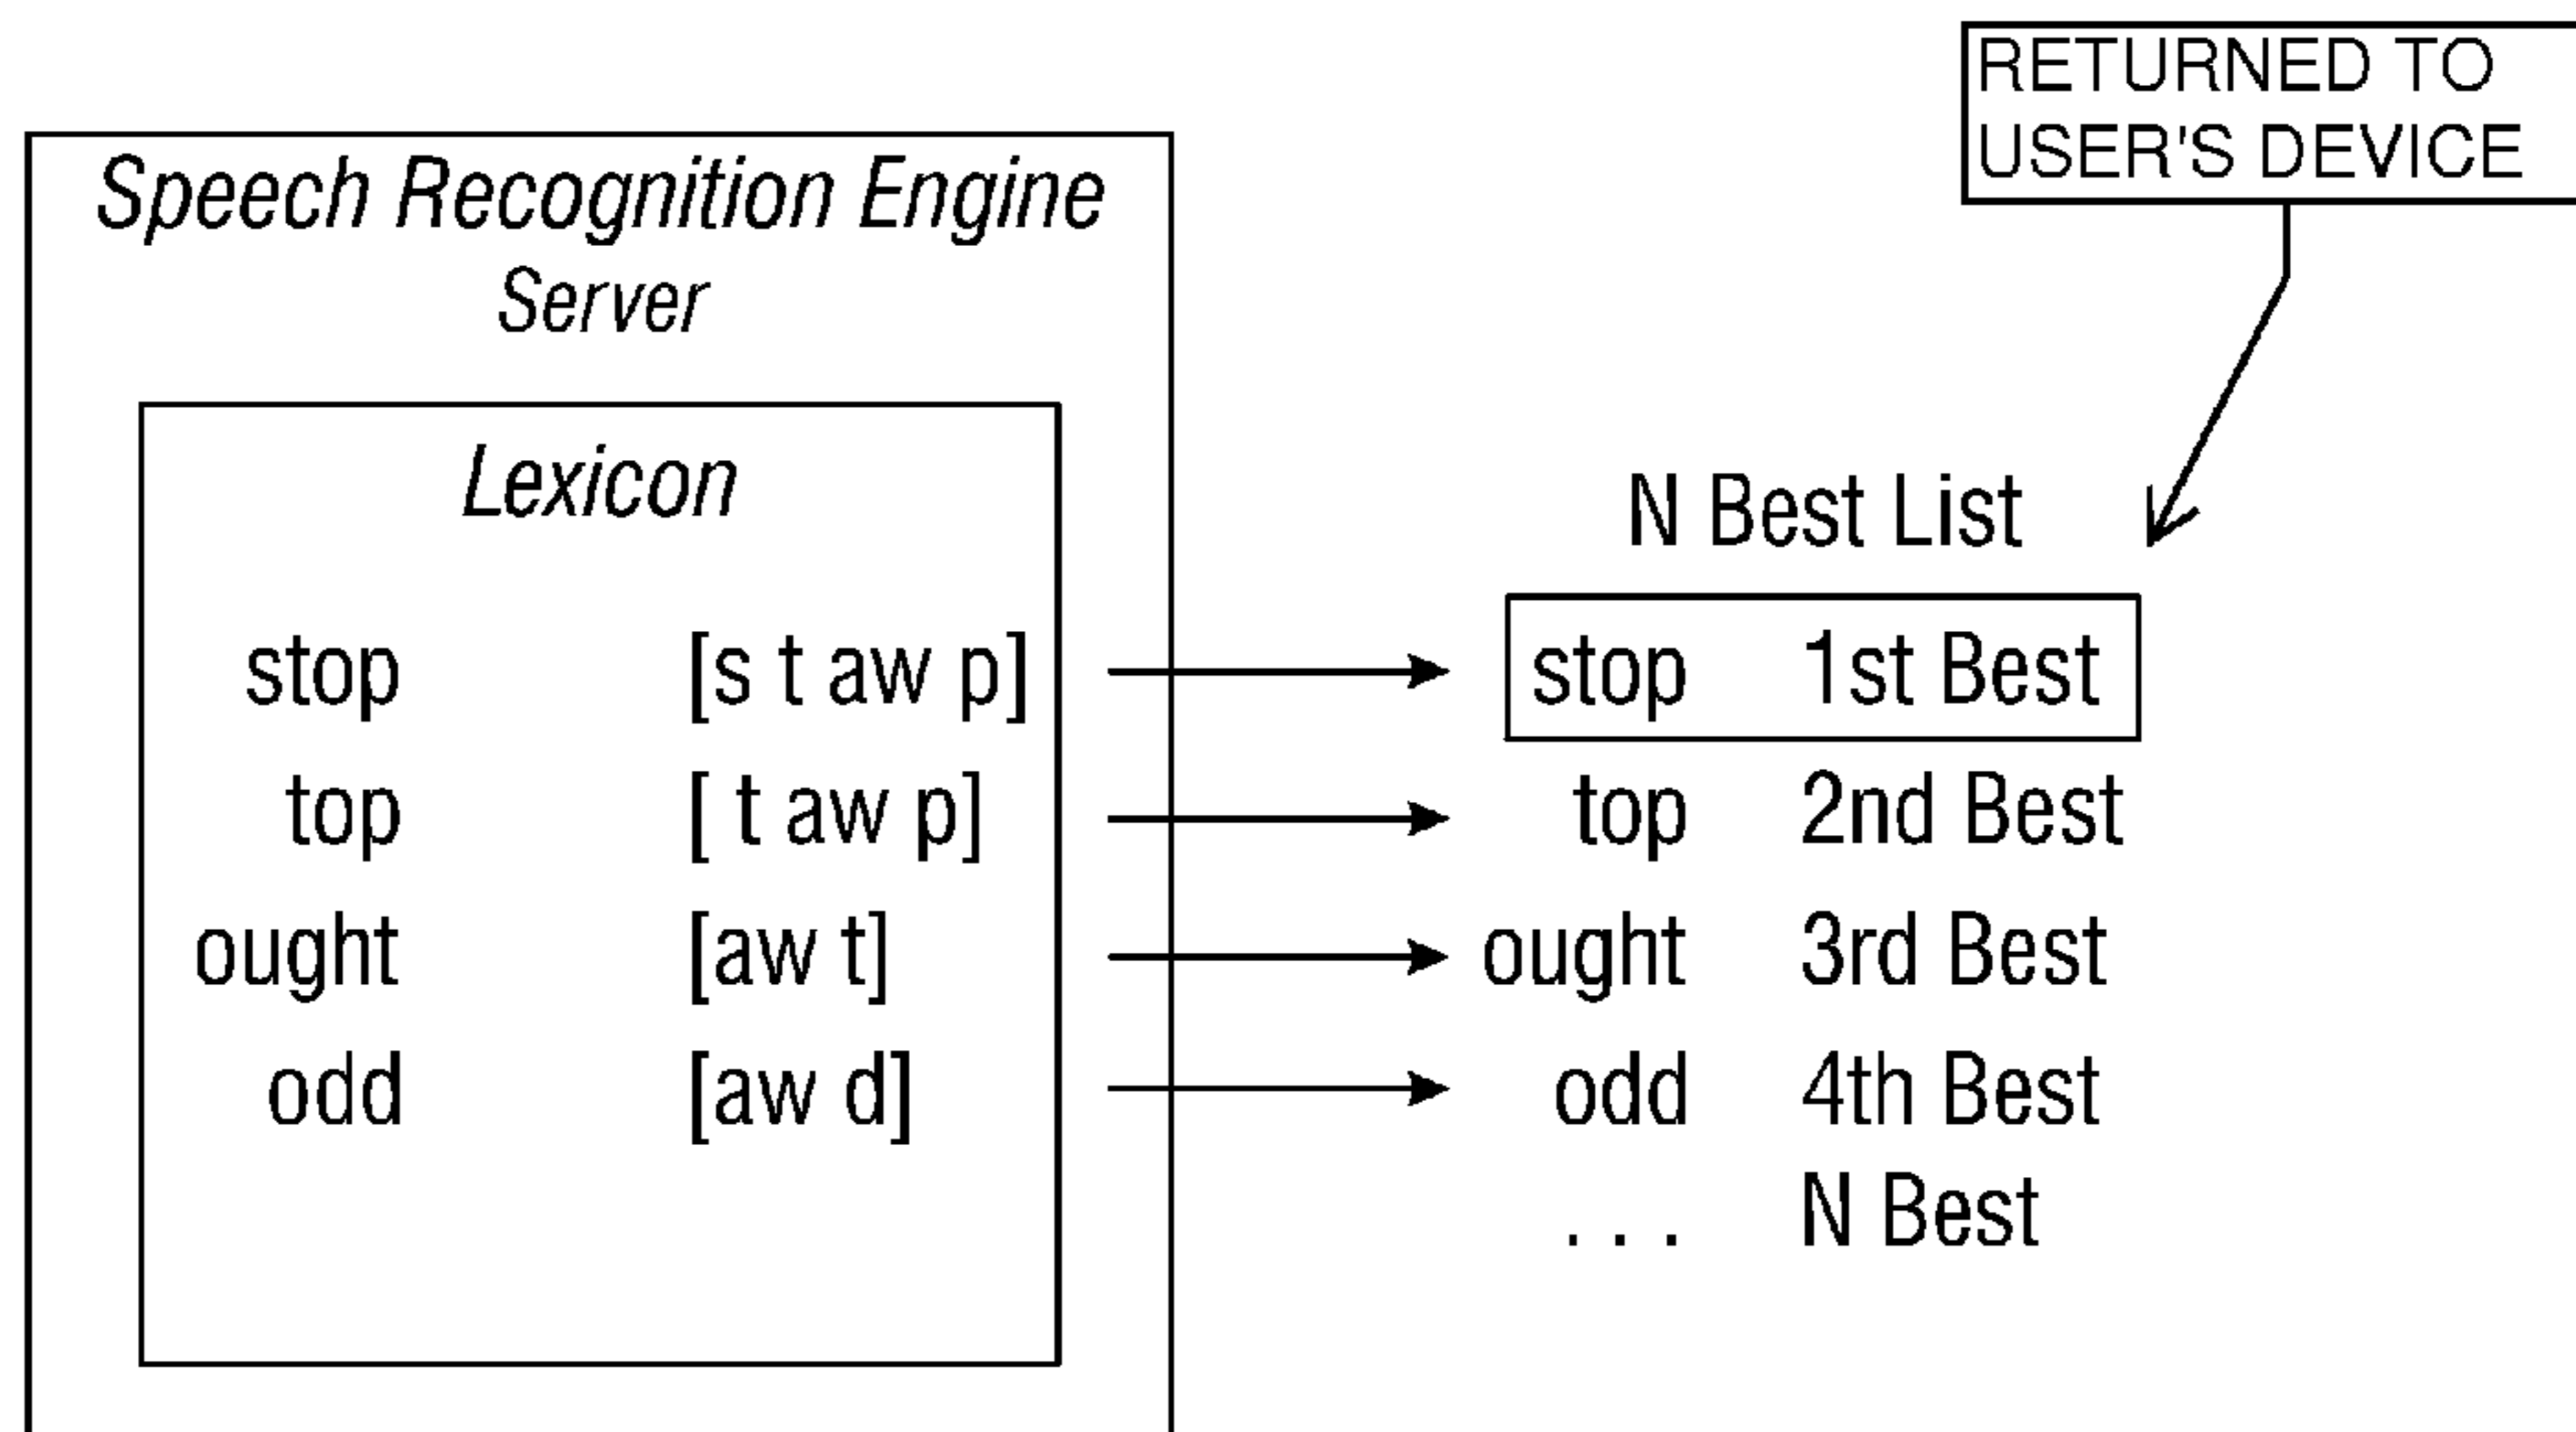 RETURNED TO
USER'S DEVICE
Speech Recognition Engine
Server
Lexicon
stop [s t aw p]
top [ t aw p]
ought [aw t]
odd [aw d]
N Best List
stop 1st Best
top 2nd Best
ought 3rd Best
odd 4th Best
. . . N Best